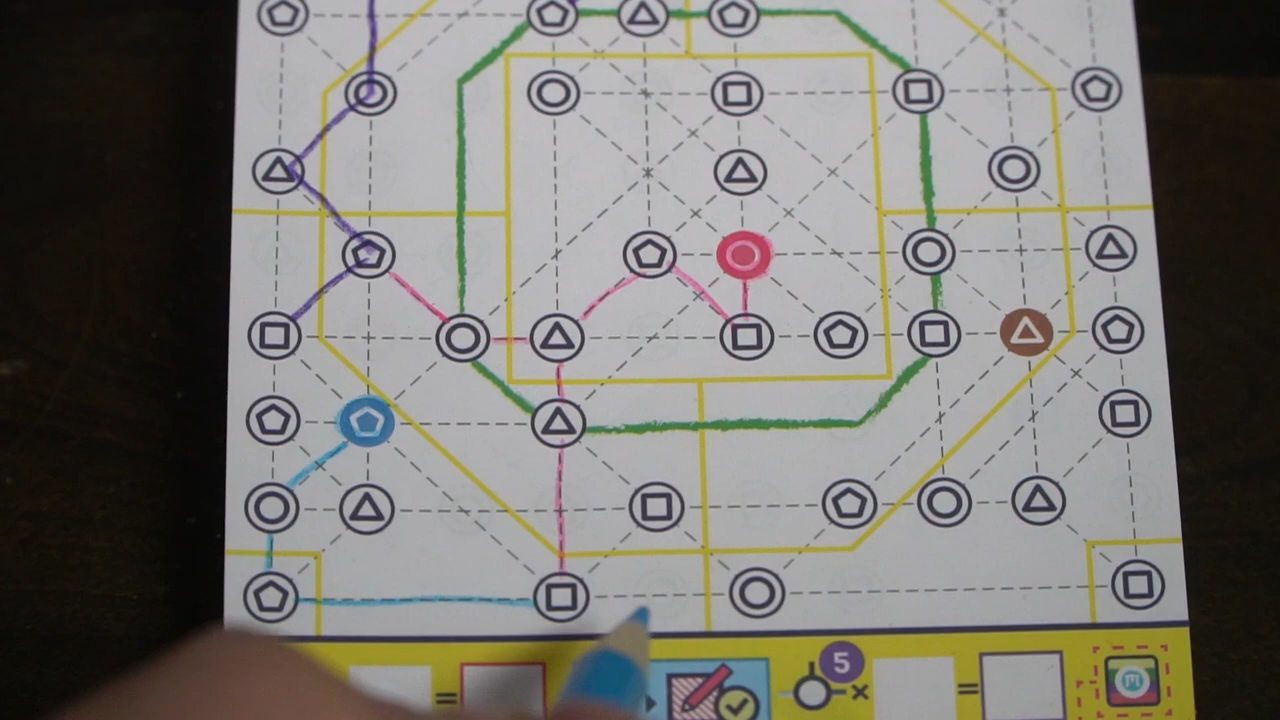 5
= ▸ × =